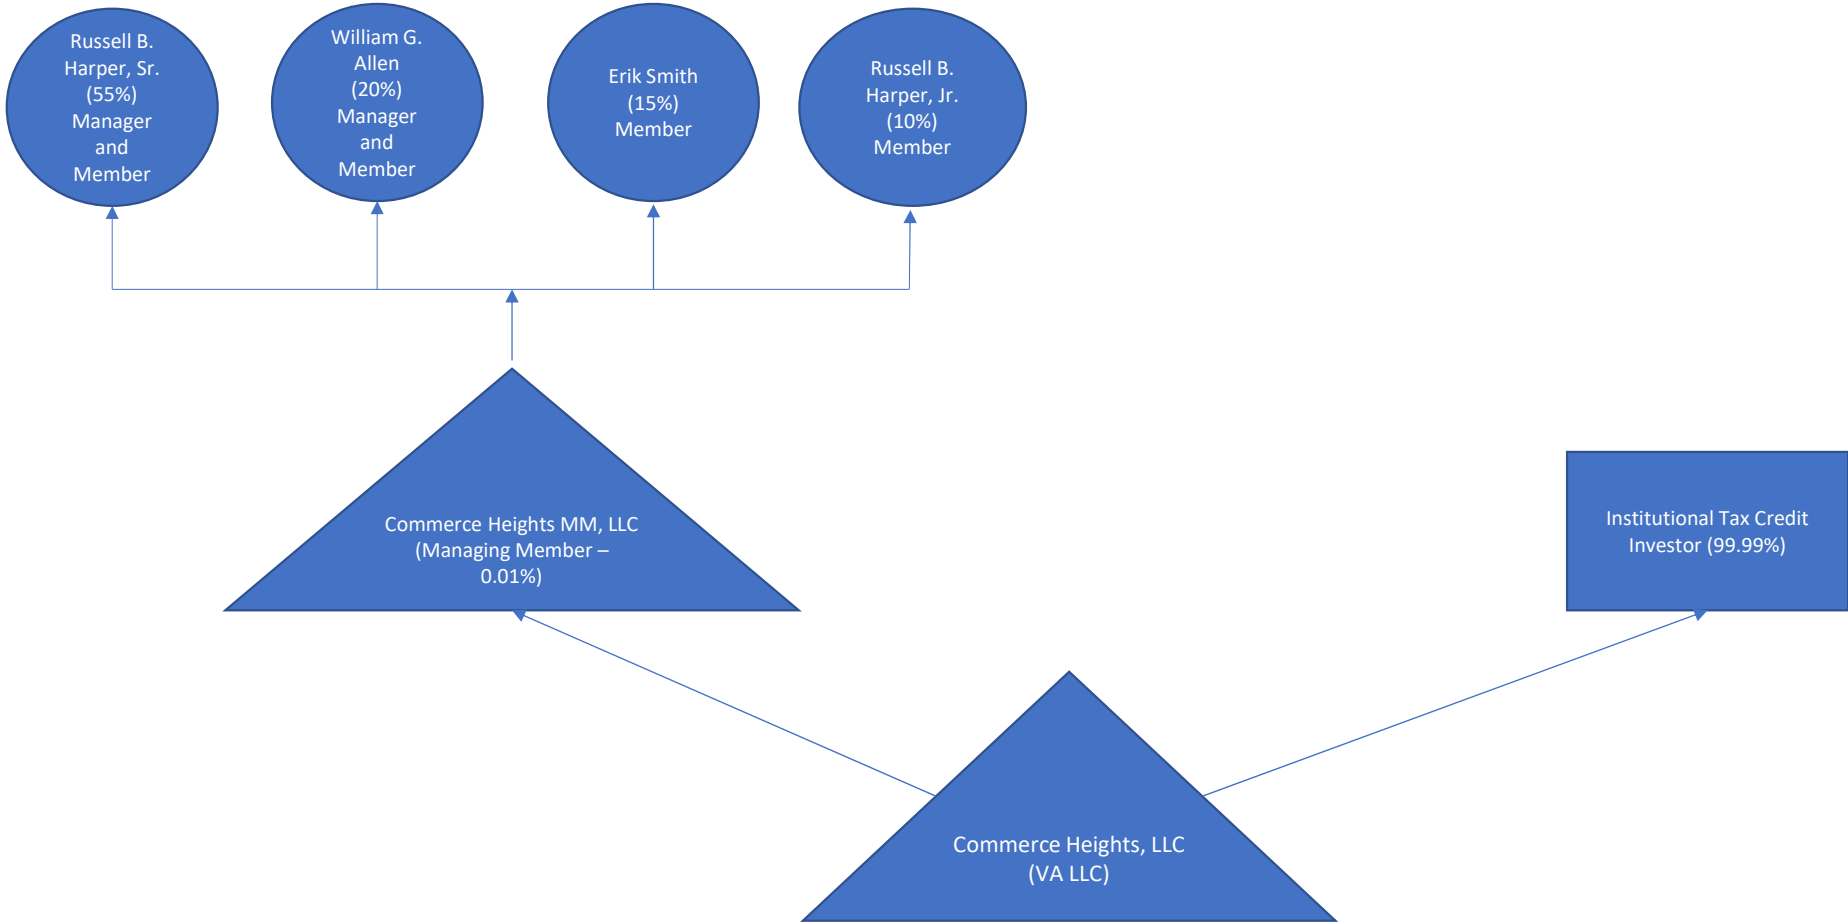 Russell B.
Harper, Sr.
(55%)
Manager
and
Member
William G.
Allen
(20%)
Manager
and
Member
Erik Smith
(15%)
Member
Russell B.
Harper, Jr.
(10%)
Member
Commerce Heights MM, LLC
(Managing Member –
0.01%)
Institutional Tax Credit
Investor (99.99%)
Commerce Heights, LLC
(VA LLC)